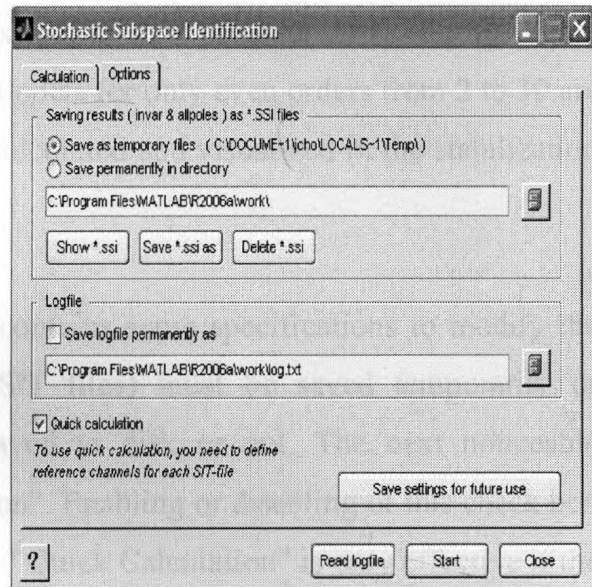 Stochastic Subspace Identification
Calculation Options
Saving results ( invar & allpoles ) as *.SSI files
Save as temporary files ( C:\DOCUME~1\jcho\LOCALS~1\Temp\ )
Save permanently in directory
C:\Program Files\MATLAB\R2006a\work\
Show *.ssi Save *.ssi as Delete *.ssi
Logfile
Save logfile permanently as
C:\Program Files\MATLAB\R2006a\work\log.txt
Quick calculation
To use quick calculation, you need to define
reference channels for each SIT-file
Save settings for future use
? Read logfile Start Close